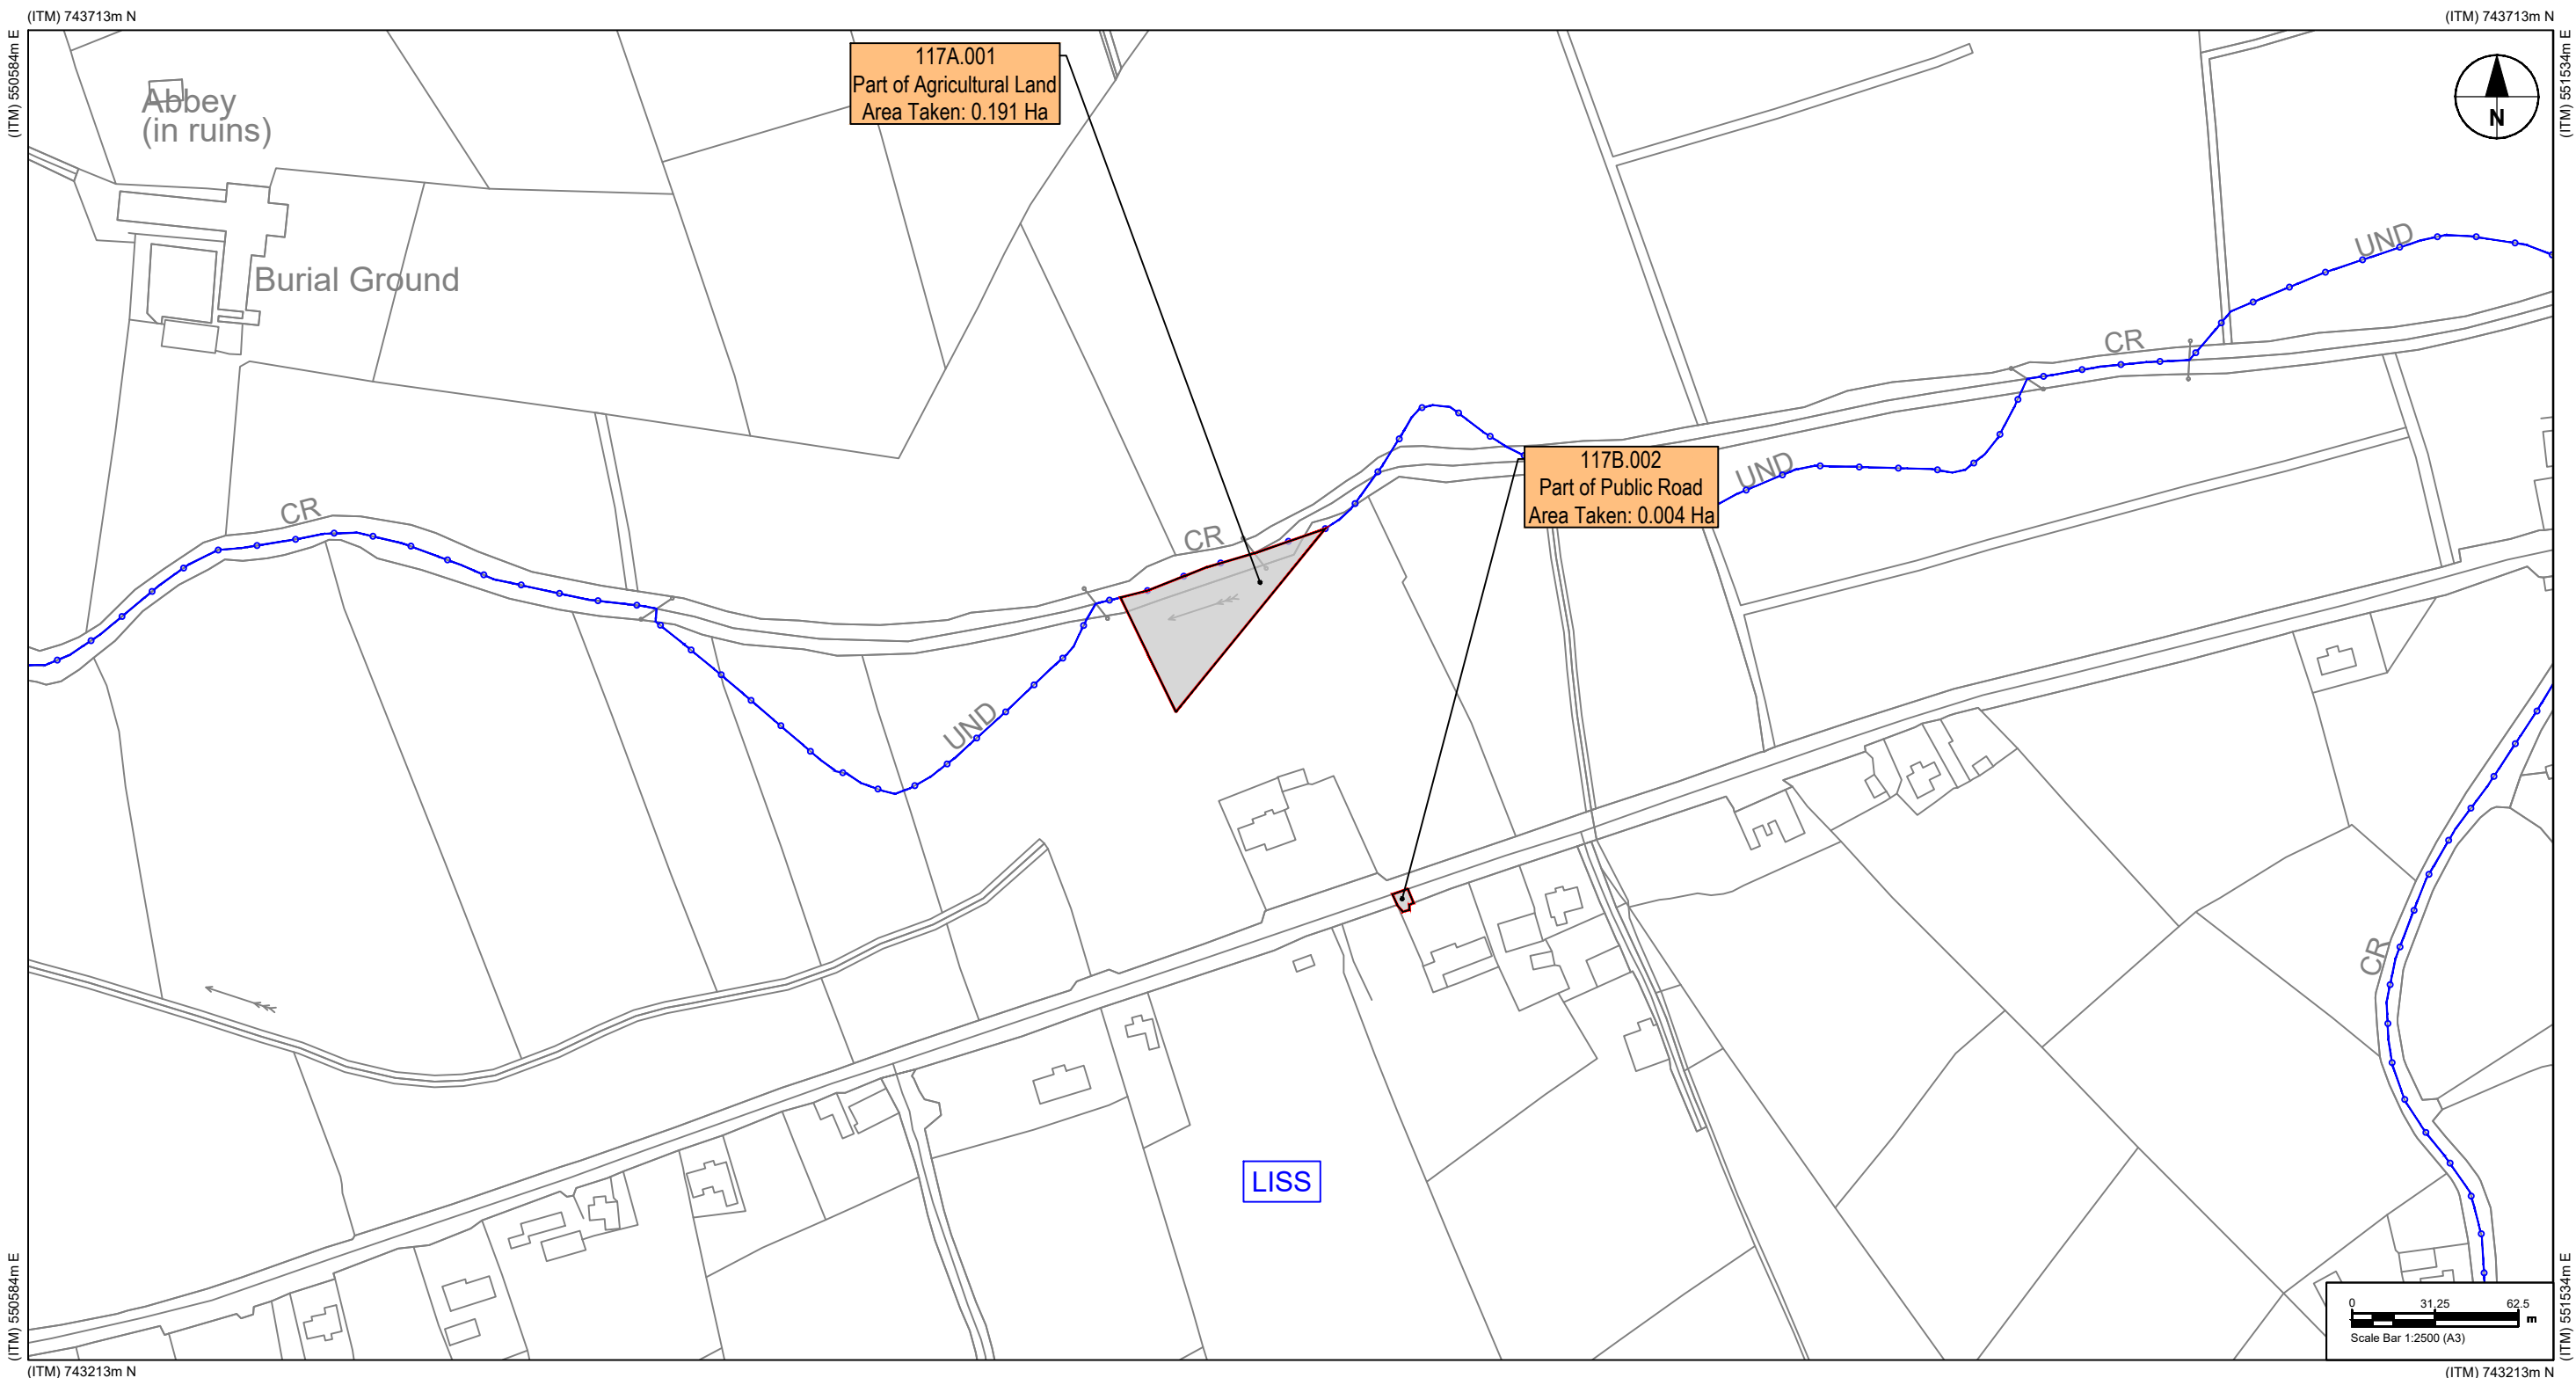 (ITM) 743713m N
(ITM) 743713m N
(ITM) 550584m E
(ITM) 551534m E
117A.001
Part of Agricultural Land
Area Taken: 0.191 Ha
N
Abbey
(in ruins)
Burial Ground
UND
CR
CR
CR
UND
117B.002
Part of Public Road
Area Taken: 0.004 Ha
UND
CR
LISS
(ITM) 550584m E
(ITM) 551534m E
0 31.25 62.5
m
Scale Bar 1:2500 (A3)
(ITM) 743213m N
(ITM) 743213m N